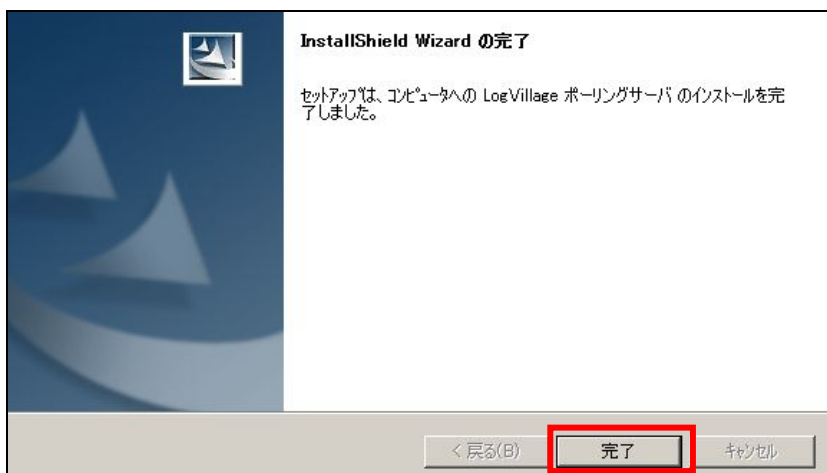 InstallShield Wizard の完了
セットアップは、コンピュータへの LogVillage ポーリングサーバ のインストールを完
了しました。
< 戻る(B)
完了
キャンセル